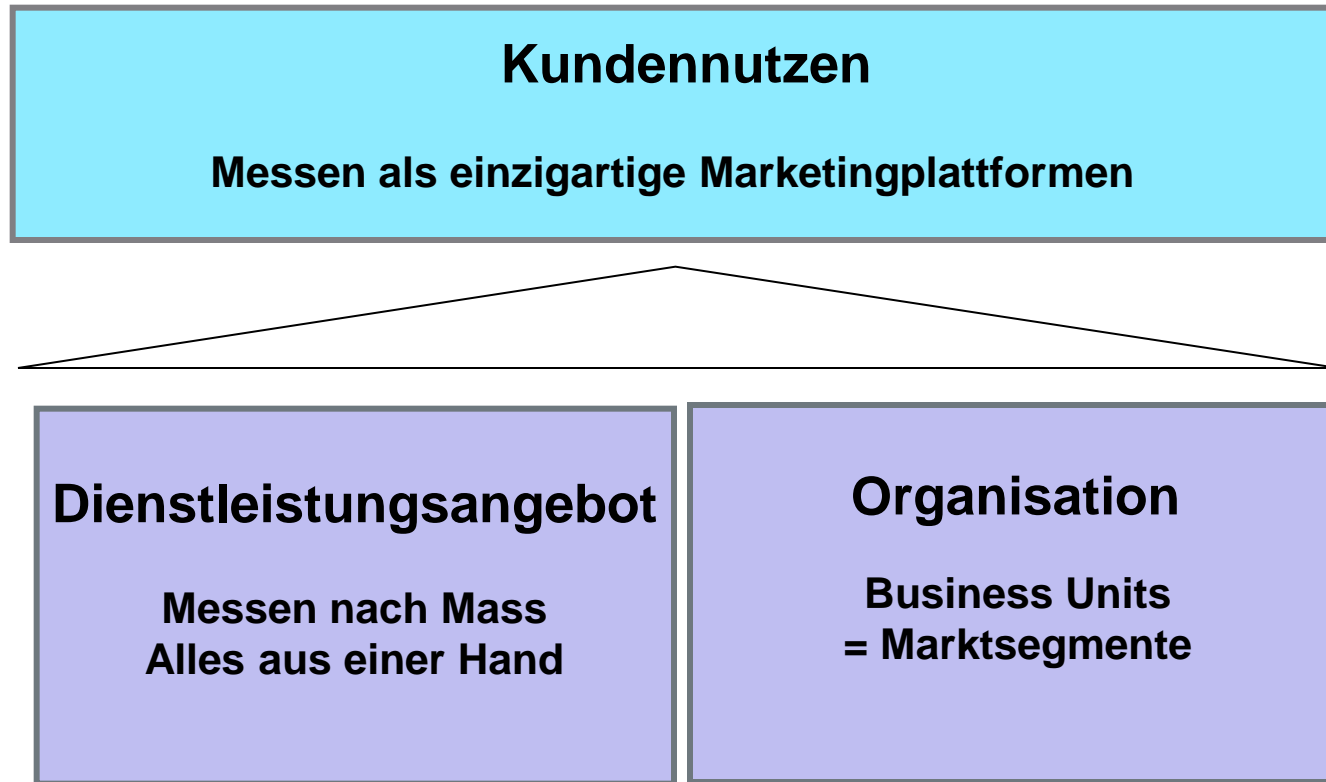 Kundennutzen
Messen als einzigartige Marketingplattformen
Dienstleistungsangebot
Messen nach Mass
Alles aus einer Hand
Organisation
Business Units
= Marktsegmente